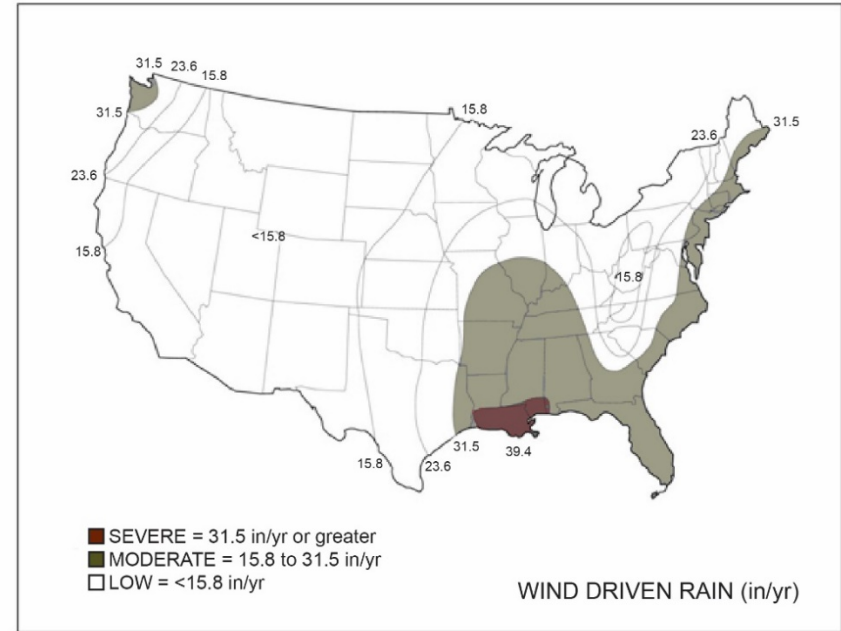 31.5 23.6 15.8
31.5
23.6
15.8
<15.8
15.8
23.6
31.5
<15.8
15.8
23.6
31.5
39.4
SEVERE = 31.5 in/yr or greater
MODERATE = 15.8 to 31.5 in/yr
LOW = <15.8 in/yr
WIND DRIVEN RAIN (in/yr)